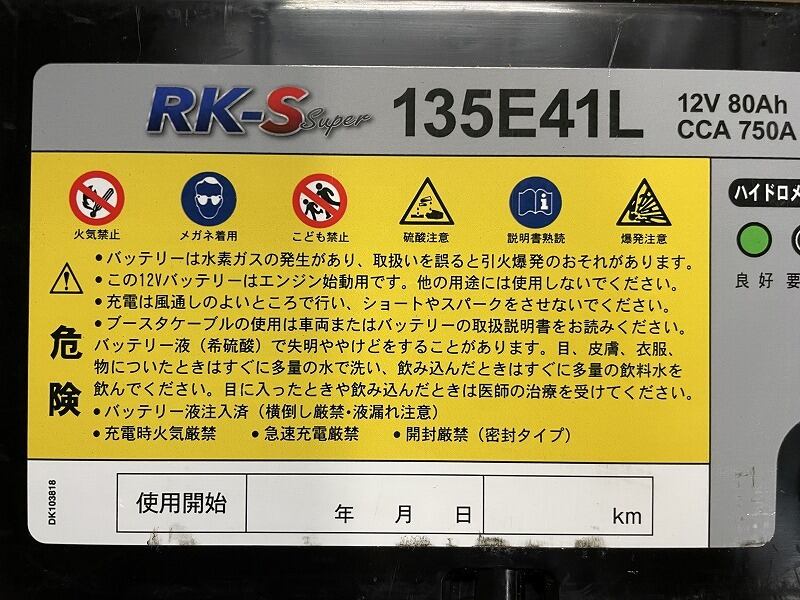 RK-S Super 135E41L 12V 80Ah
CCA 750A
火気禁止 メガネ着用 こども禁止 硫酸注意 説明書熟読 爆発注意
ハイドロメ
良好 要
危険
•バッテリーは水素ガスの発生があり、取扱いを誤ると引火爆発のおそれがあります。
•この12Vバッテリーはエンジン始動用です。他の用途には使用しないでください。
•充電は風通しのよいところで行い、ショートやスパークをさせないでください。
•ブースタケーブルの使用は車両またはバッテリーの取扱説明書をお読みください。
バッテリー液（希硫酸）で失明ややけどをすることがあります。目、皮膚、衣服、
物についたときはすぐに多量の水で洗い、飲み込んだときはすぐに多量の飲料水を
飲んでください。目に入ったときや飲み込んだときは医師の治療を受けてください。
•バッテリー液注入済（横倒し厳禁・液漏れ注意）
•充電時火気厳禁 •急速充電厳禁 •開封厳禁（密封タイプ）
使用開始 年 月 日 km
DK103818